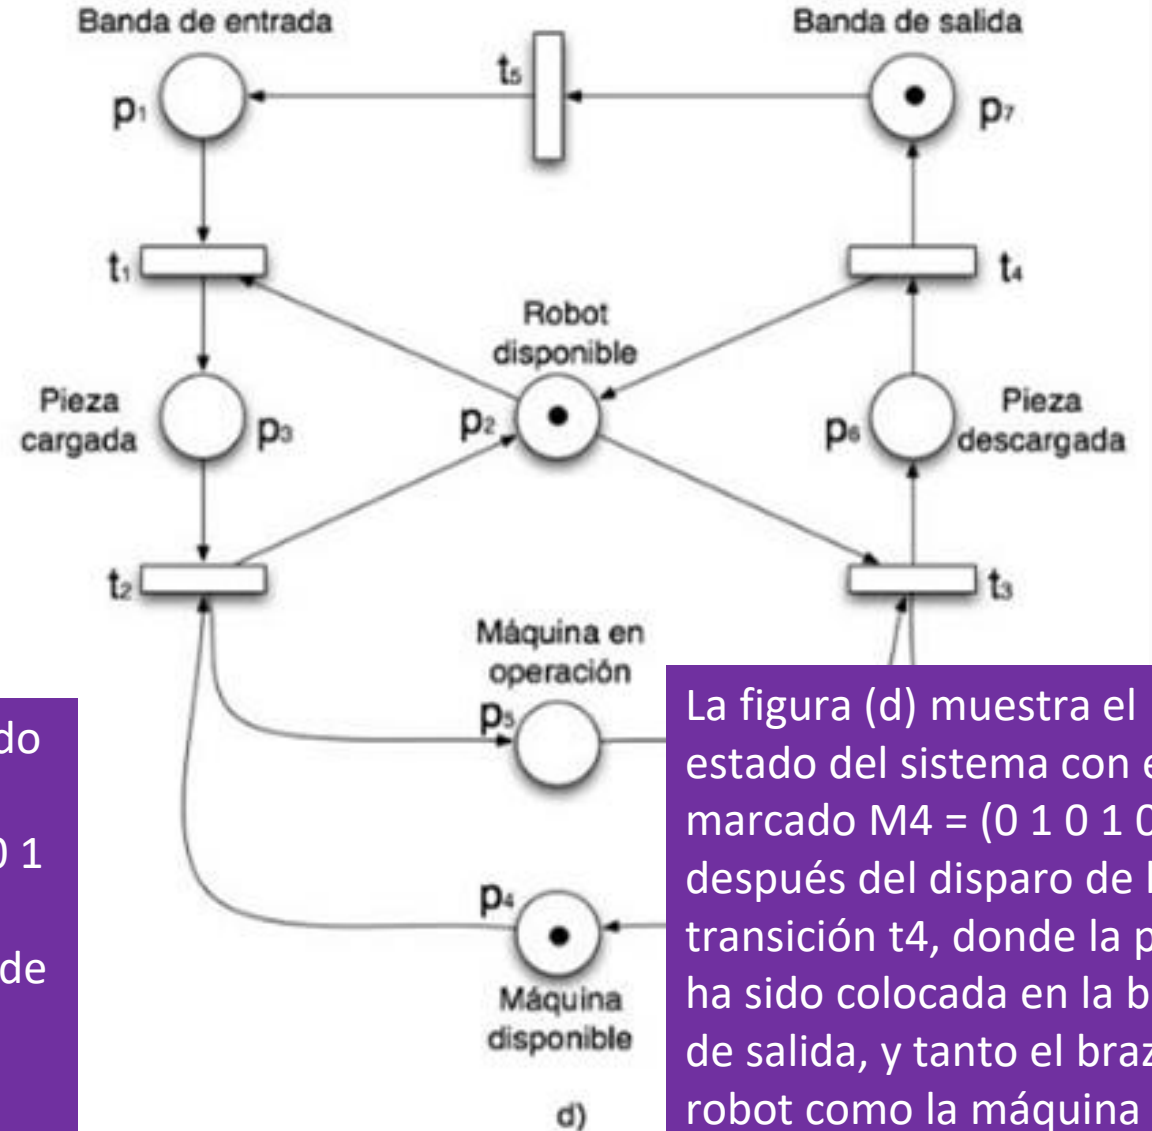 Banda de entrada
Banda de salida
t5
p1
p7
t1
t4
Robot
disponible
Pieza
cargada
p3
p2
p6
Pieza
descargada
t2
t3
Máquina en
operación
p5
p4
Máquina
disponible
d)
0 1
de
La figura (d) muestra el
estado del sistema con
marcado M4 = (0 1 0 1 0
después del disparo de
transición t4, donde la
ha sido colocada en la
de salida, y tanto el
robot como la máquina